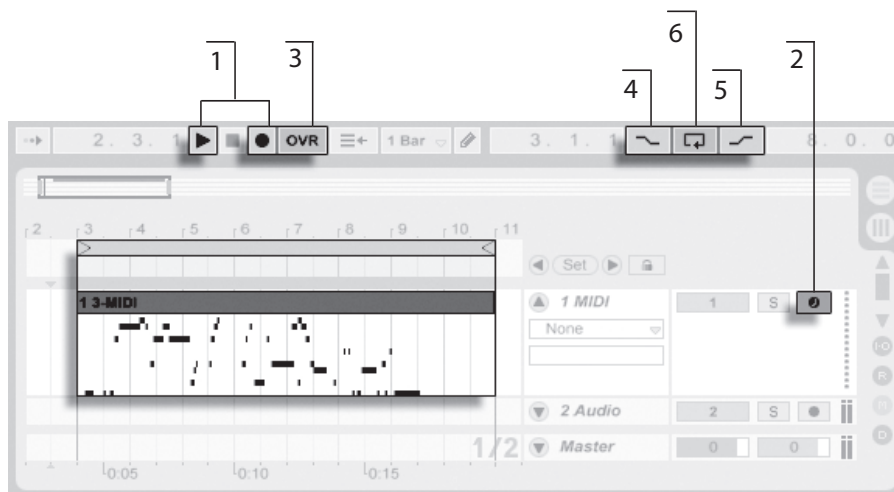 6
1 3 2
4 5
2. 3. 1 OVR 1 Bar 3. 1. 1 8. 0. 0
2 3 4 5 6 7 8 9 10 11
Set
1 3-MIDI 1 MIDI 1 S
None
I·O
R
2 Audio 2 S
D
1/2 Master 0 0
0:05 0:10 0:15